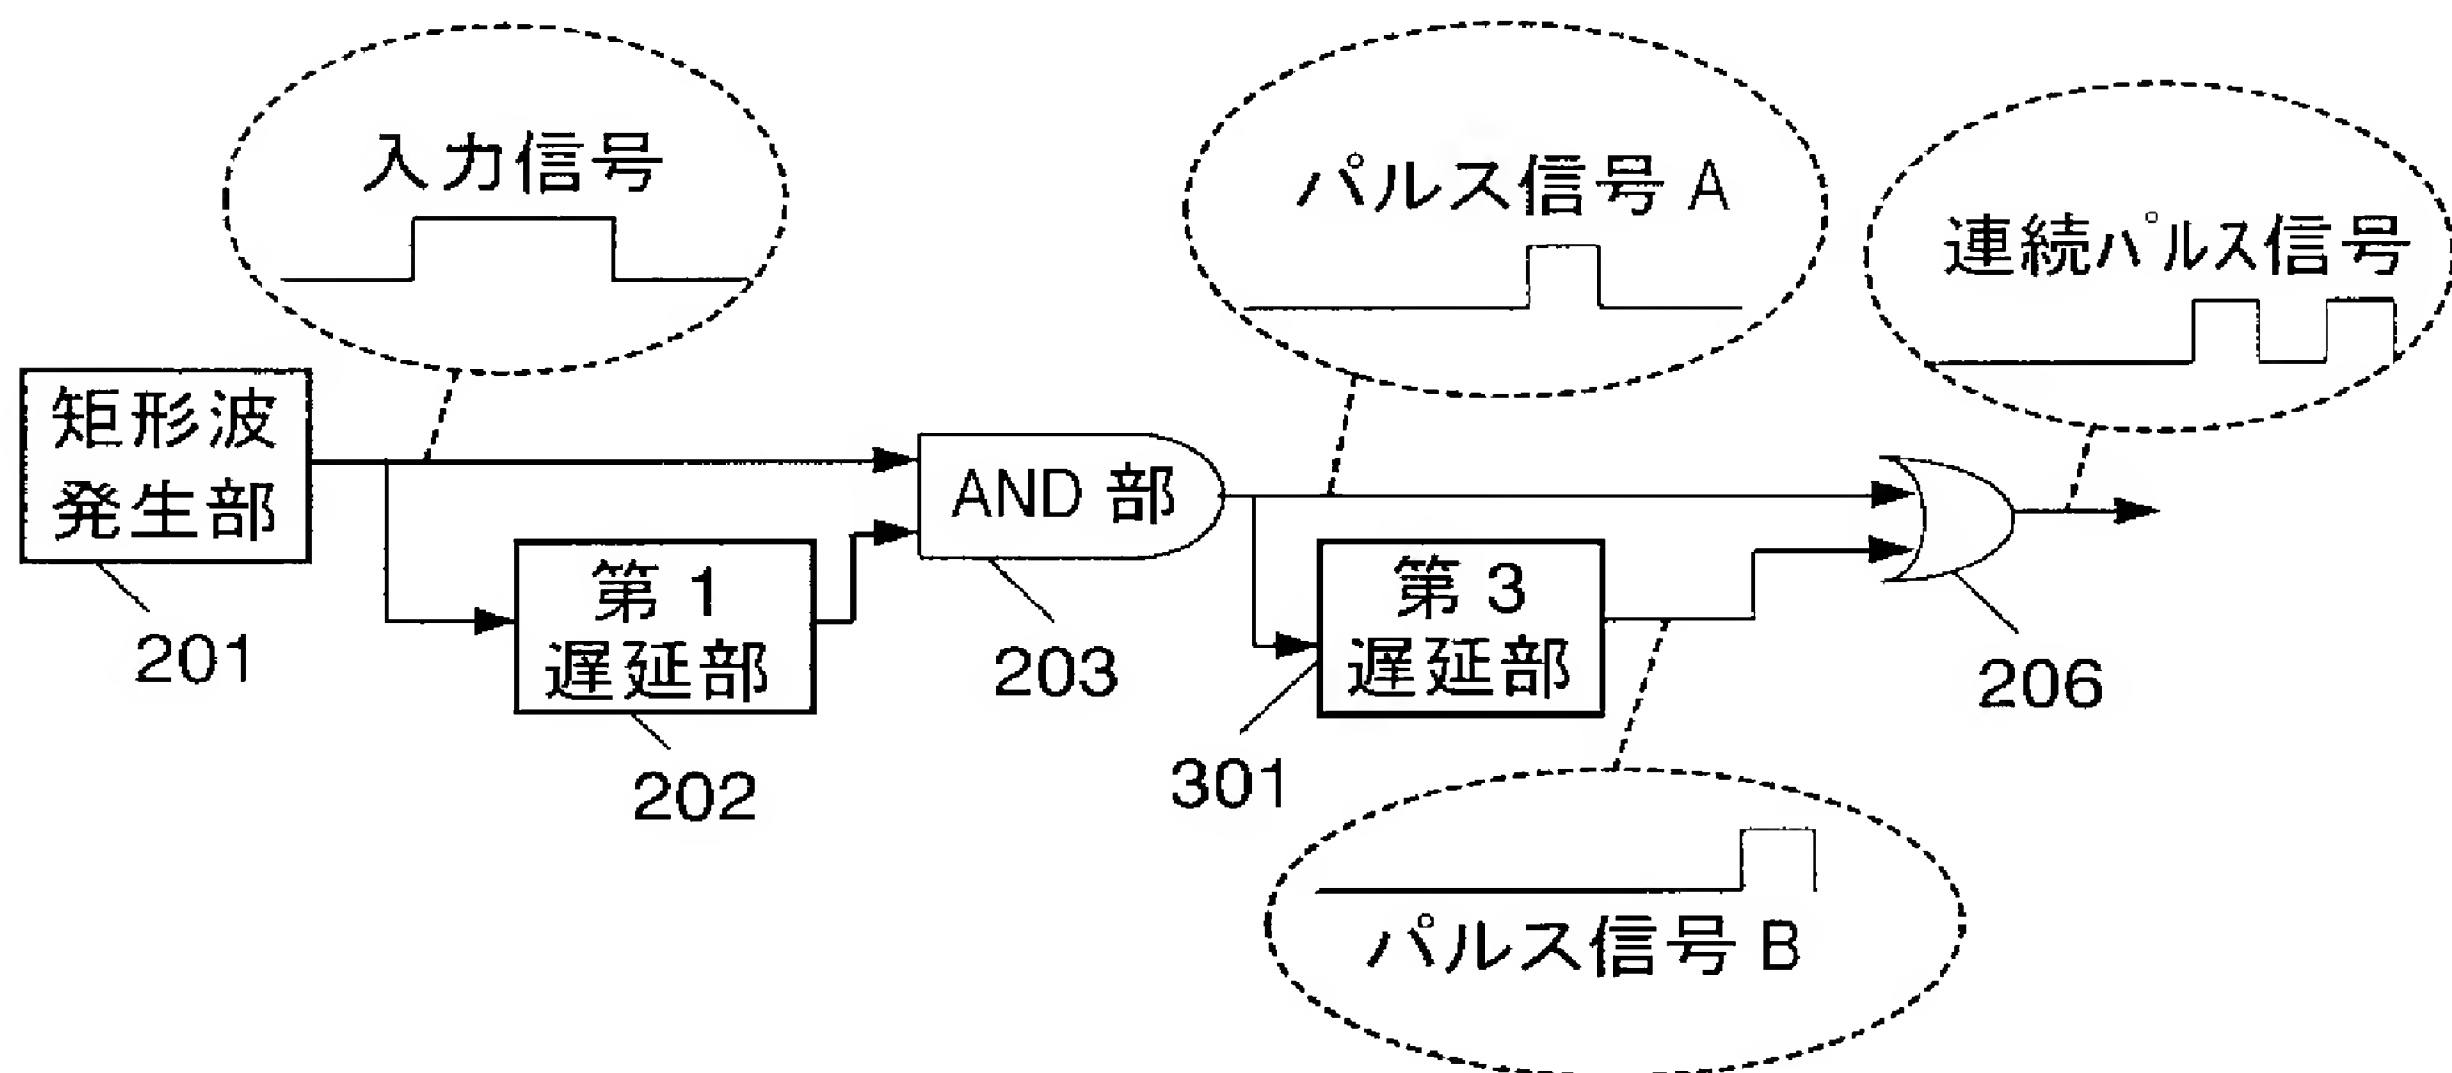 入力信号
パルス信号 A
連続パルス信号
矩形波
発生部
AND 部
第 1
遅延部
第 3
遅延部
201
202
203
301
206
パルス信号 B